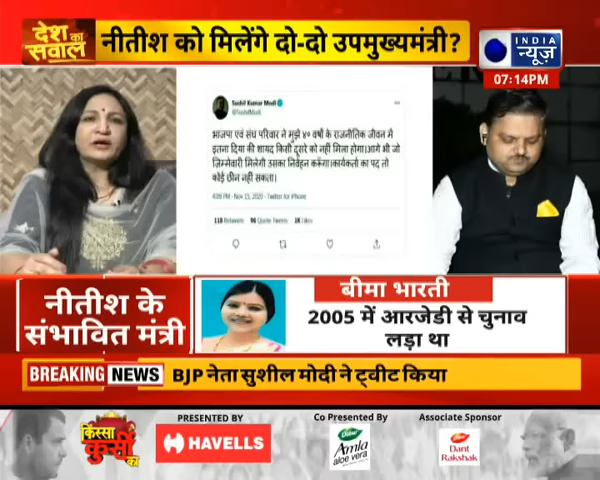 देश का
सवाल
नीतीश को मिलेंगे दो-दो उपमुख्यमंत्री?
INDIA
न्यूज़
07:14PM
Sushil Kumar Modi
@SushilModi
भाजपा एवं संघ परिवार ने मुझे ४० वर्षों के राजनीतिक जीवन में
इतना दिया की शायद किसी दूसरे को नहीं मिला होगा।आगे भी जो
ज़िम्मेवारी मिलेगी उसका निर्वहन करूँगा।कार्यकर्ता का पद तो
कोई छीन नहीं सकता।
4:09 PM · Nov 15, 2020 · Twitter for iPhone
118 Retweets 96 Quote Tweets 1K Likes
नीतीश के
संभावित मंत्री
बीमा भारती
2005 में आरजेडी से चुनाव
लड़ा था
BREAKING NEWS
BJP नेता सुशील मोदी ने ट्वीट किया
किस्सा
कुर्सी का
PRESENTED BY
HAVELLS
Co Presented By
Dabur
Amla
aloe vera
Associate Sponsor
Dabur
Dant
Rakshak